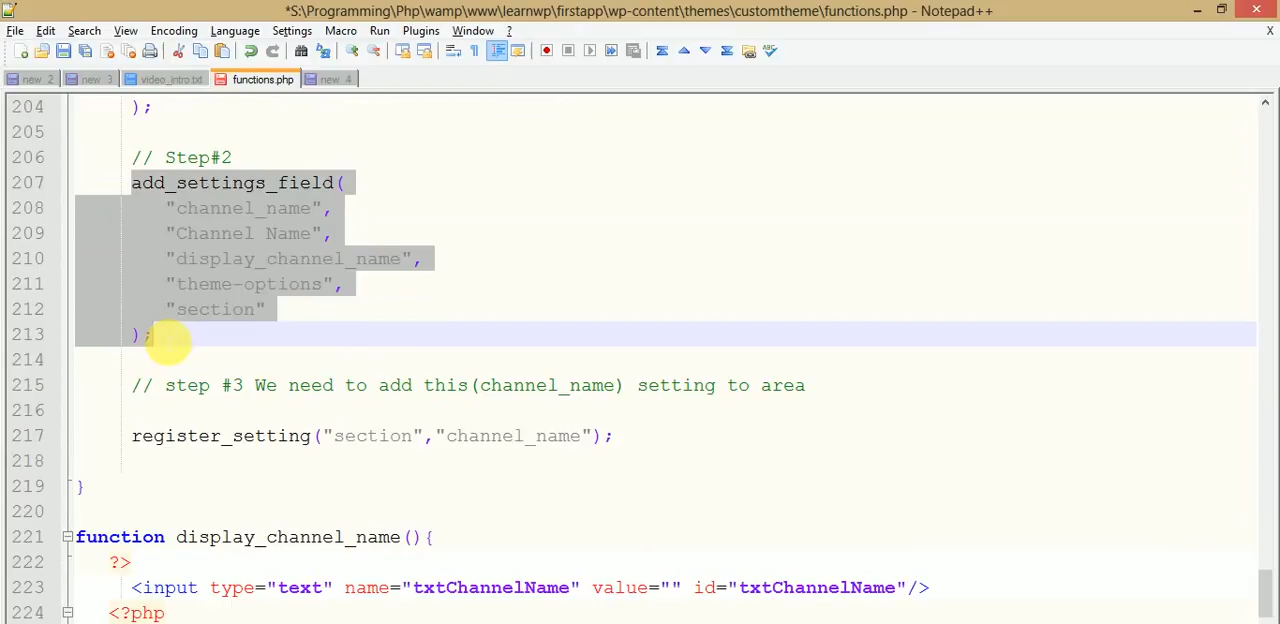 *S:\Programming\Php\wamp\www\learnwp\firstapp\wp-content\themes\customtheme\functions.php - Notepad++
File Edit Search View Encoding Language Settings Macro Run Plugins Window ? X
new 2 new 3 video_intro.txt functions.php new 4
204 );
205
206 // Step#2
207 add_settings_field(
208 "channel_name",
209 "Channel Name",
210 "display_channel_name",
211 "theme-options",
212 "section"
213 );
214
215 // step #3 We need to add this(channel_name) setting to area
216
217 register_setting("section","channel_name");
218
219 }
220
221 function display_channel_name(){
222 ?>
223 <input type="text" name="txtChannelName" value="" id="txtChannelName"/>
224 <?php